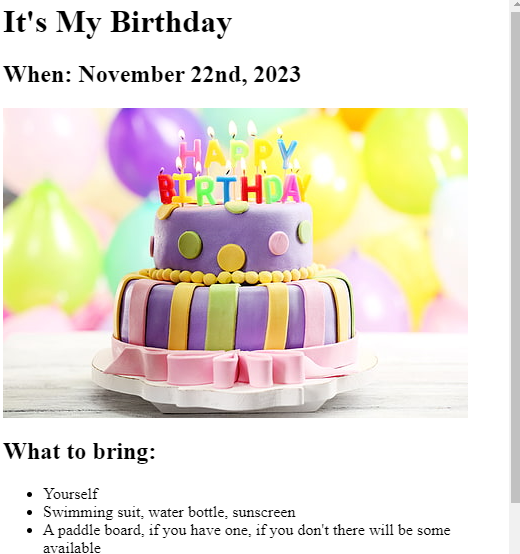 It's My Birthday
When: November 22nd, 2023
HAPPY
BIRTHDAY
What to bring:
Yourself
Swimming suit, water bottle, sunscreen
A paddle board, if you have one, if you don't there will be some
available